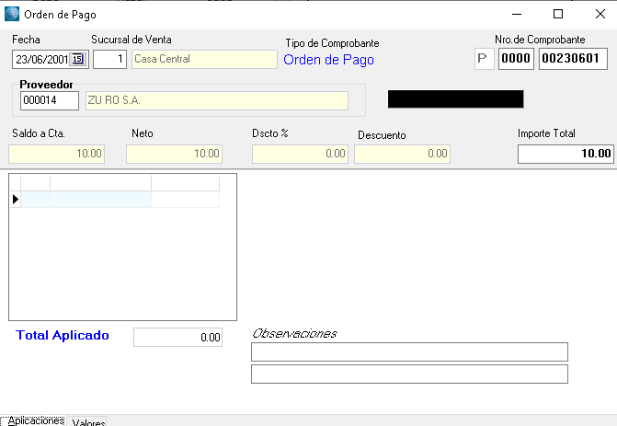 Orden de Pago
Fecha Sucursal de Venta Tipo de Comprobante Nro.de Comprobante
23/06/2001 15 1 Casa Central Orden de Pago P 0000 00230601
Proveedor
000014 ZU RO S.A.
Saldo a Cta. Neto Dscto % Descuento Importe Total
10.00 10.00 0.00 0.00 10.00
Total Aplicado 0.00 Observaciones
Aplicaciones Valores